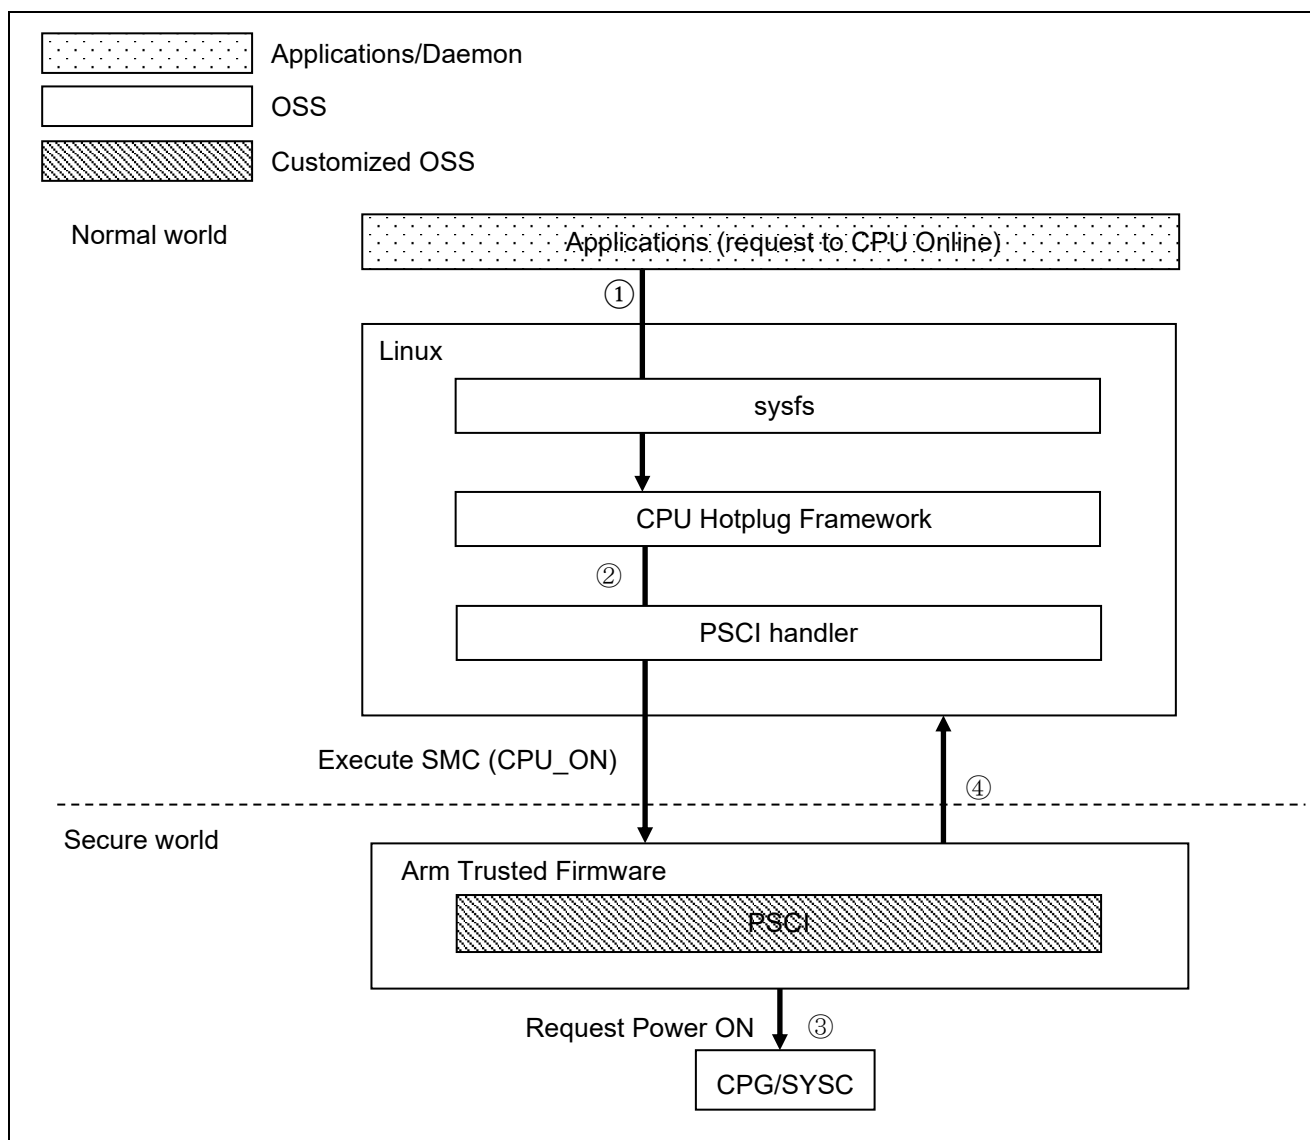 Applications/Daemon
OSS
Customized OSS
Normal world
Applications (request to CPU Online)
①
Linux
sysfs
CPU Hotplug Framework
②
PSCI handler
Execute SMC (CPU_ON)
④
Secure world
Arm Trusted Firmware
PSCI
Request Power ON ③
CPG/SYSC